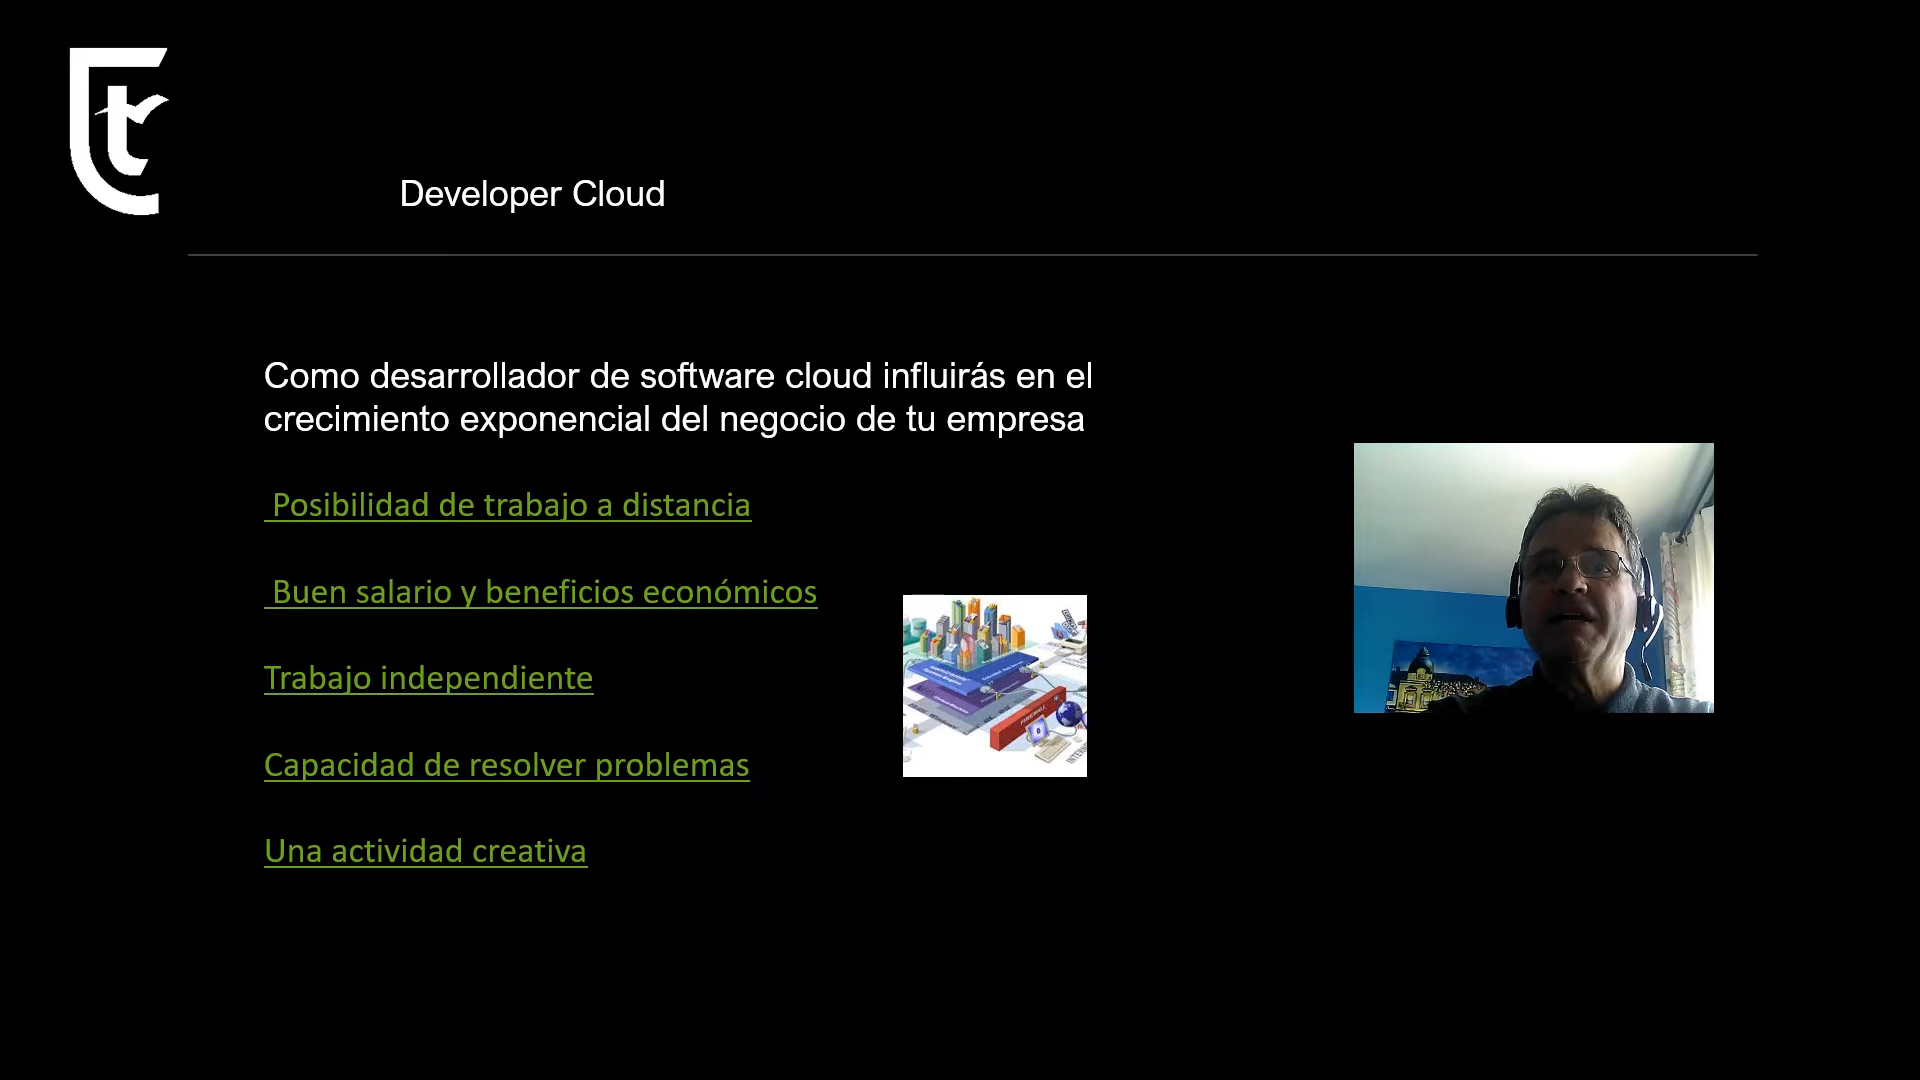 Developer Cloud
Como desarrollador de software cloud influirás en el
crecimiento exponencial del negocio de tu empresa
Posibilidad de trabajo a distancia
Buen salario y beneficios económicos
Trabajo independiente
Capacidad de resolver problemas
Una actividad creativa
FIREWALL